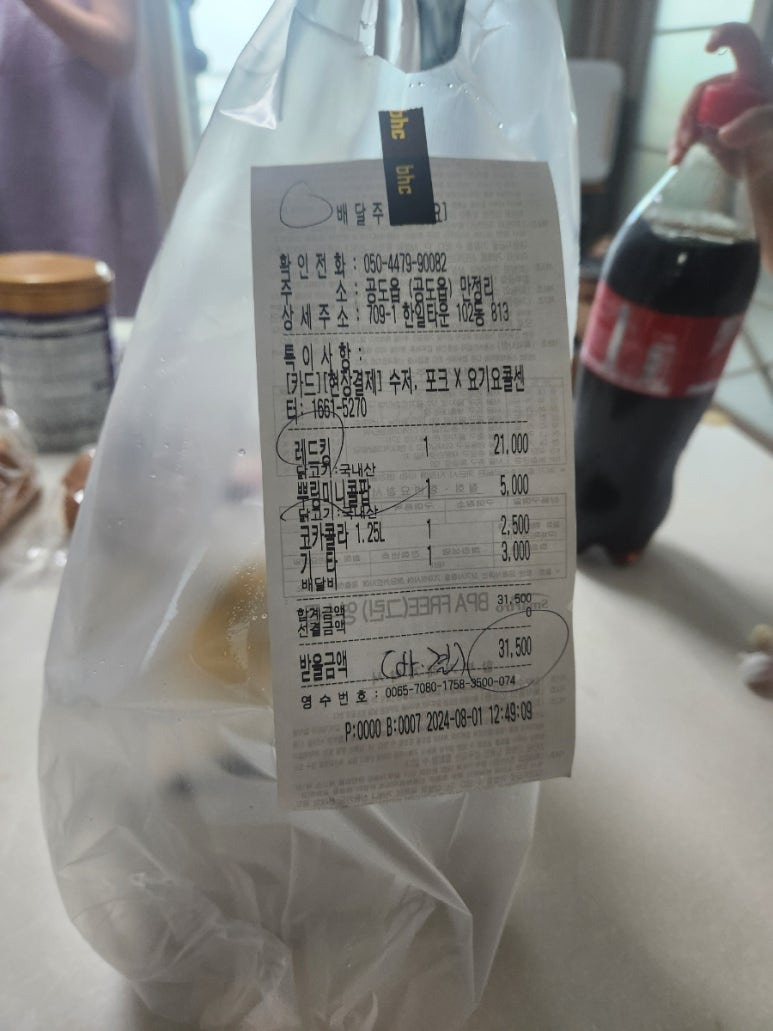 bhc
bhc
배달주 요]
확인전화 : 050-4479-90082
주 소 : 공도읍 (공도읍) 만정리
상세주소 : 709-1 한일타운 102동 813
특이사항 :
[카드][현장결제] 수저, 포크 X 요기요콜센
터: 1661-5270
레드킹 1 21,000
닭고기:국내산
뿌링미니콜팝 1 5,000
닭고기:국내산
코카콜라 1.25L 1 2,500
기타 1 3,000
배달비
합계금액 31,500
선결금액 0
받을금액 31,500
영수번호 : 0065-7080-1758-3500-074
P:0000 B:0007 2024-08-01 12:49:09